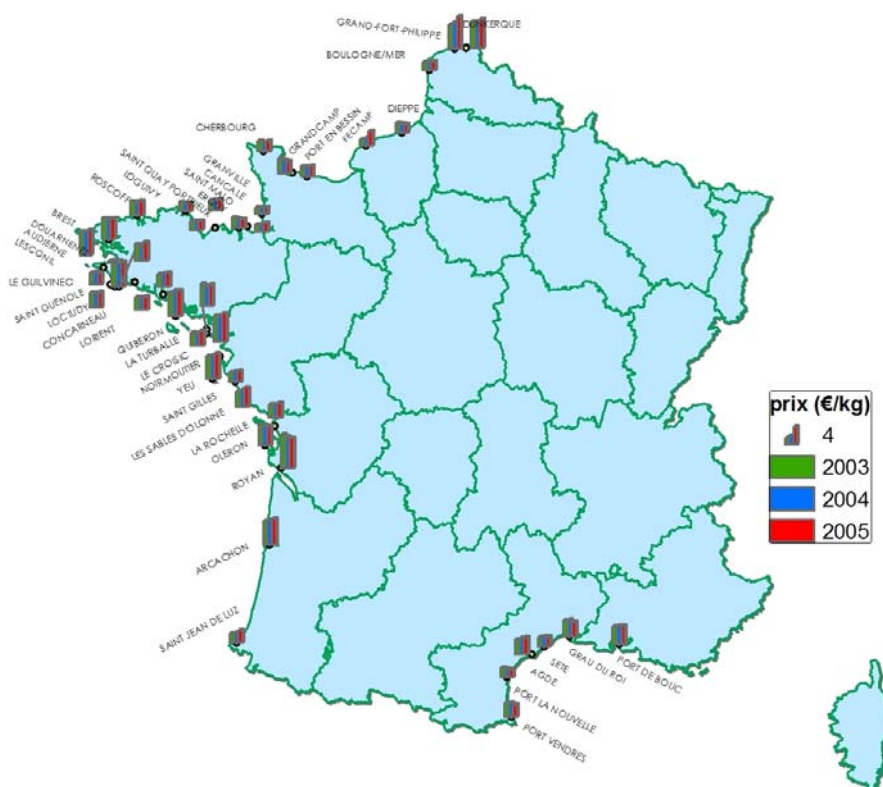 GRAND-FORT-PHILIPPE
DUNKERQUE
BOULOGNE/MER
DIEPPE
CHERBOURG
GRANDCAMP
PORT EN BESSIN
FECAMP
GRANVILLE
CANCALE
SAINT MALO
ERQUY
SAINT QUAY PORTRIEUX
LOGUIVY
ROSCOFF
BREST
DOUARNENEZ
AUDIERNE
LESCONIL
LE GUILVINEC
SAINT GUENOLE
LOCTUDY
CONCARNEAU
LORIENT
QUIBERON
LA TURBALLE
LE CROISIC
NOIRMOUTIER
YEU
SAINT GILLES
LES SABLES D'OLONNE
LA ROCHELLE
OLERON
ROYAN
ARCACHON
SAINT JEAN DE LUZ
PORT DE BOUC
GRAU DU ROI
SETE
AGDE
PORT LA NOUVELLE
PORT VENDRES
prix (€/kg)
4
2003
2004
2005